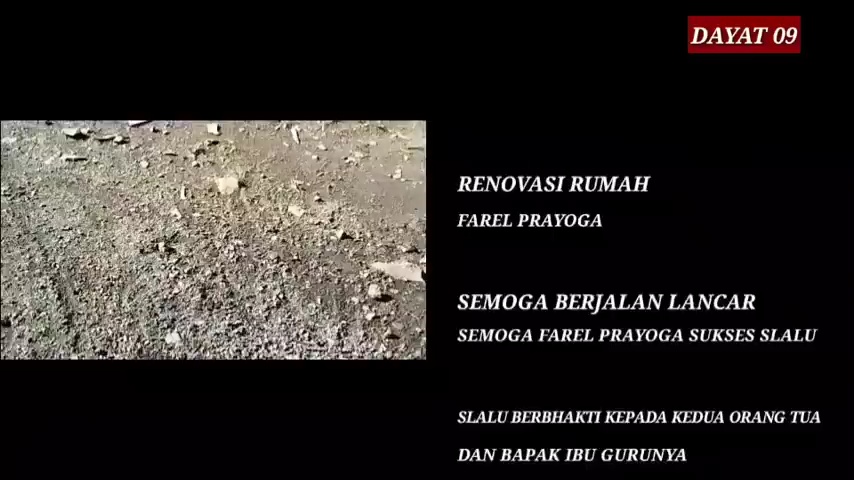 DAYAT 09
RENOVASI RUMAH
FAREL PRAYOGA
SEMOGA BERJALAN LANCAR
SEMOGA FAREL PRAYOGA SUKSES SLALU
SLALU BERBHAKTI KEPADA KEDUA ORANG TUA
DAN BAPAK IBU GURUNYA